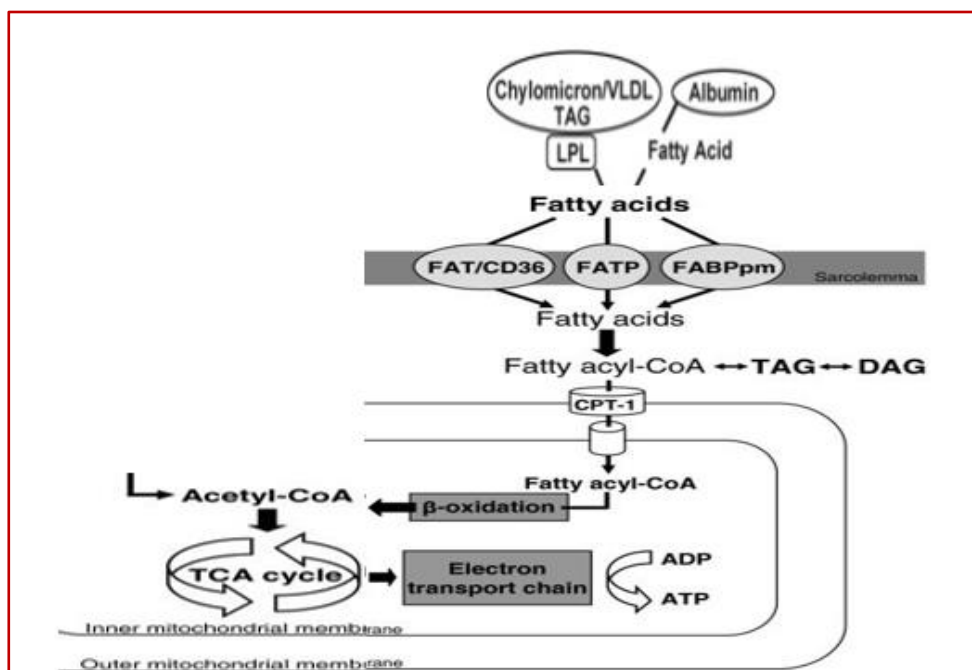 Chylomicron/VLDL
TAG
Albumin
LPL
Fatty Acid
Fatty acids
FAT/CD36
FATP
FABPpm
Sarcolemma
Fatty acids
Fatty acyl-CoA ↔ TAG ↔ DAG
CPT-1
Fatty acyl-CoA
Acetyl-CoA
β-oxidation
TCA cycle
Electron
transport chain
ADP
ATP
Inner mitochondrial membrane
Outer mitochondrial membrane